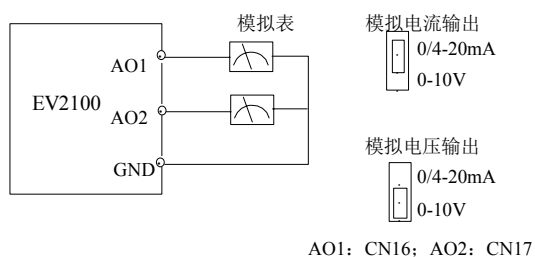 模拟表
AO1
EV2100
AO2
GND
模拟电流输出
0/4-20mA
0-10V
模拟电压输出
0/4-20mA
0-10V
AO1：CN16；AO2：CN17